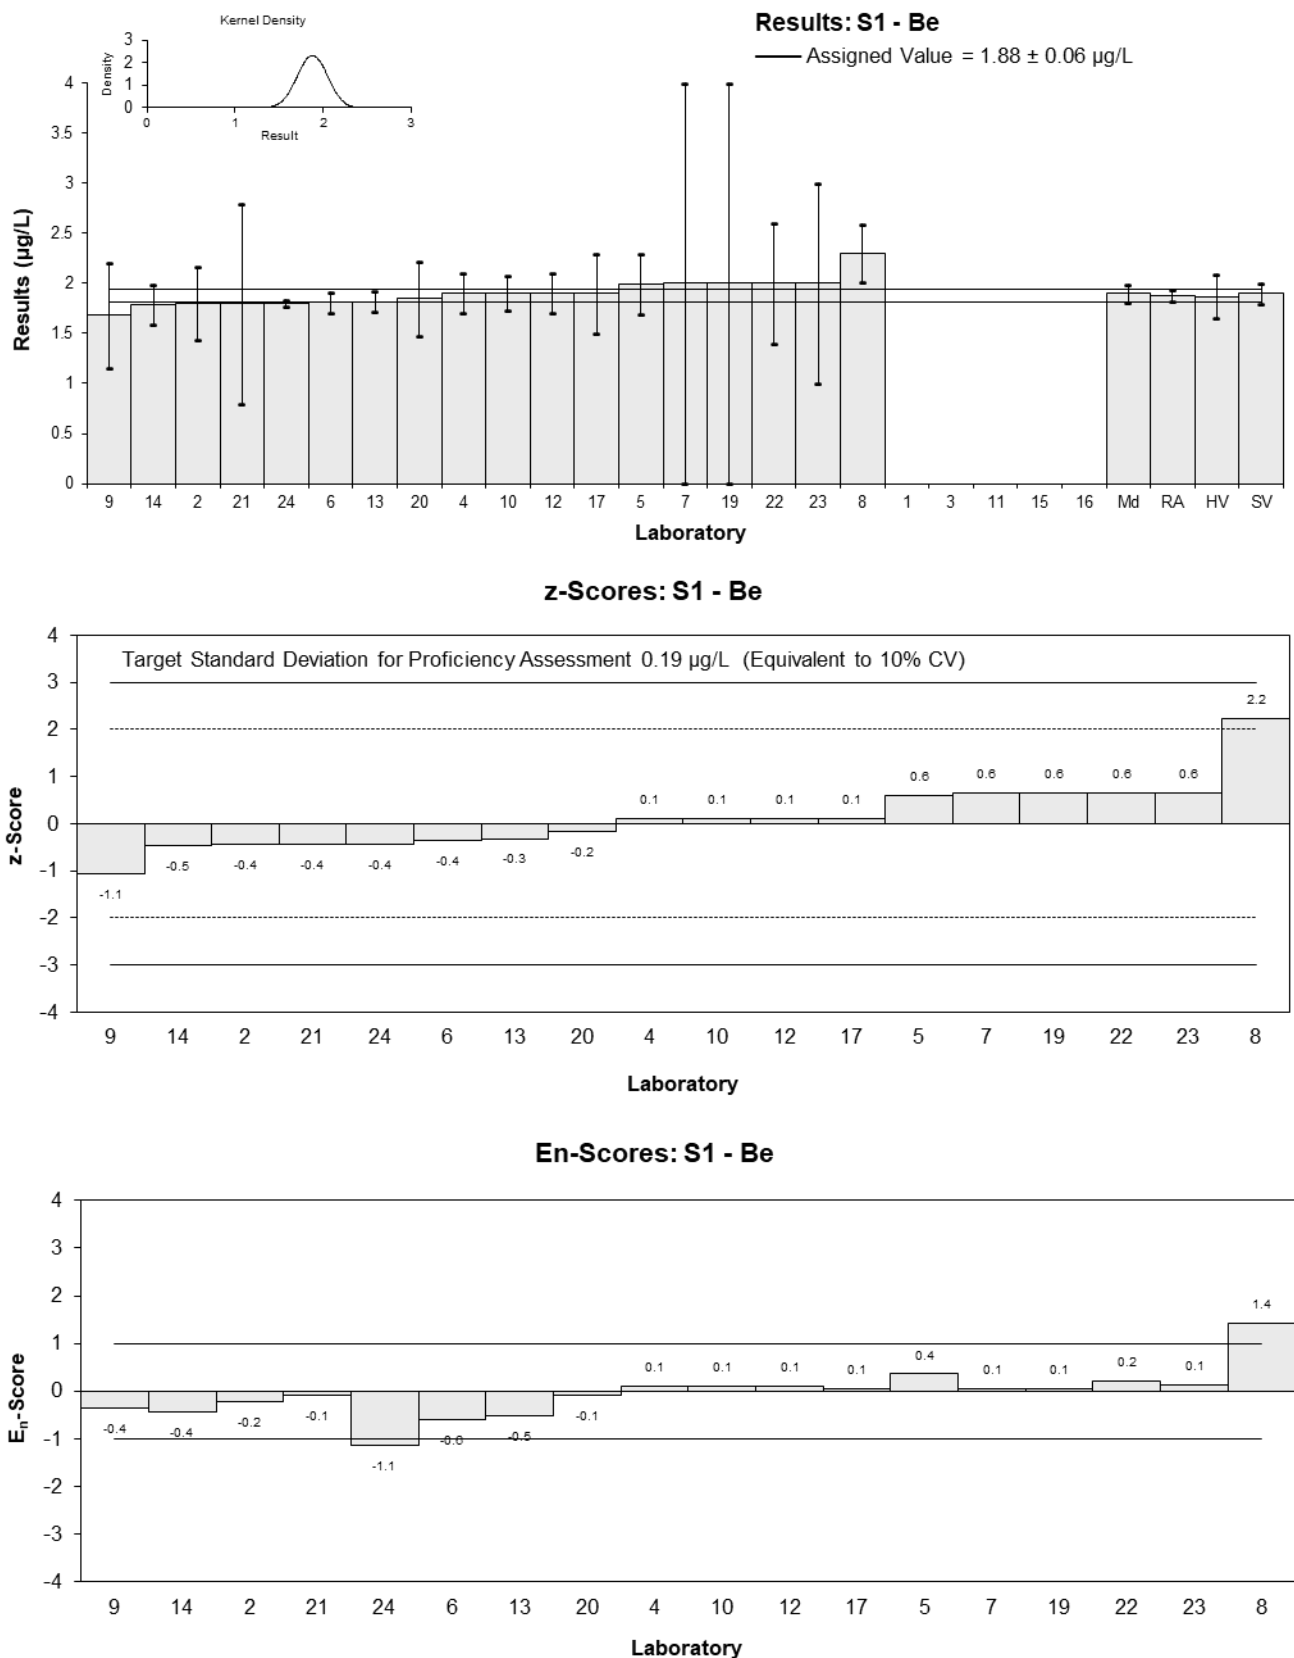 Kernel Density
Density
3
2
1
0
0 1 2 3
Result
Results: S1 - Be
Assigned Value = 1.88 ± 0.06 µg/L
Results (µg/L)
4
3.5
3
2.5
2
1.5
1
0.5
0
9 14 2 21 24 6 13 20 4 10 12 17 5 7 19 22 23 8 1 3 11 15 16 Md RA HV SV
Laboratory
z-Scores: S1 - Be
Target Standard Deviation for Proficiency Assessment 0.19 µg/L (Equivalent to 10% CV)
z-Score
4
3
2
1
0
-1
-2
-3
-4
-1.1 -0.5 -0.4 -0.4 -0.4 -0.4 -0.3 -0.2 0.1 0.1 0.1 0.1 0.6 0.6 0.6 0.6 0.6 2.2
9 14 2 21 24 6 13 20 4 10 12 17 5 7 19 22 23 8
Laboratory
En-Scores: S1 - Be
En-Score
4
3
2
1
0
-1
-2
-3
-4
-0.4 -0.4 -0.2 -0.1 -1.1 -0.6 -0.5 -0.1 0.1 0.1 0.1 0.1 0.4 0.1 0.1 0.2 0.1 1.4
9 14 2 21 24 6 13 20 4 10 12 17 5 7 19 22 23 8
Laboratory